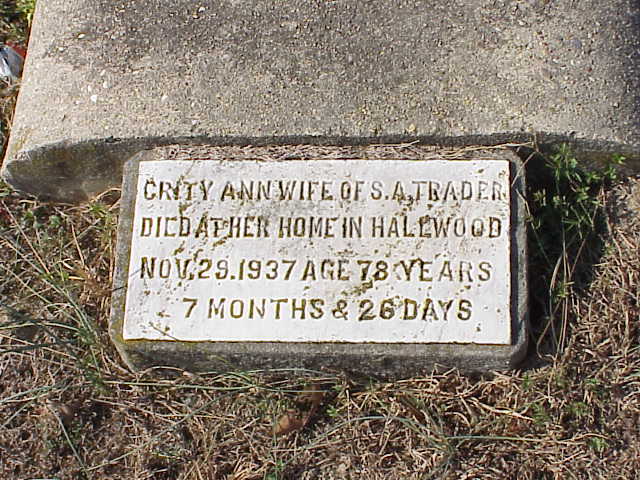 CRITY ANN WIFE OF S.A. TRADER
DIED AT HER HOME IN HALLWOOD
NOV. 29. 1937 AGE 78 YEARS
7 MONTHS & 26 DAYS